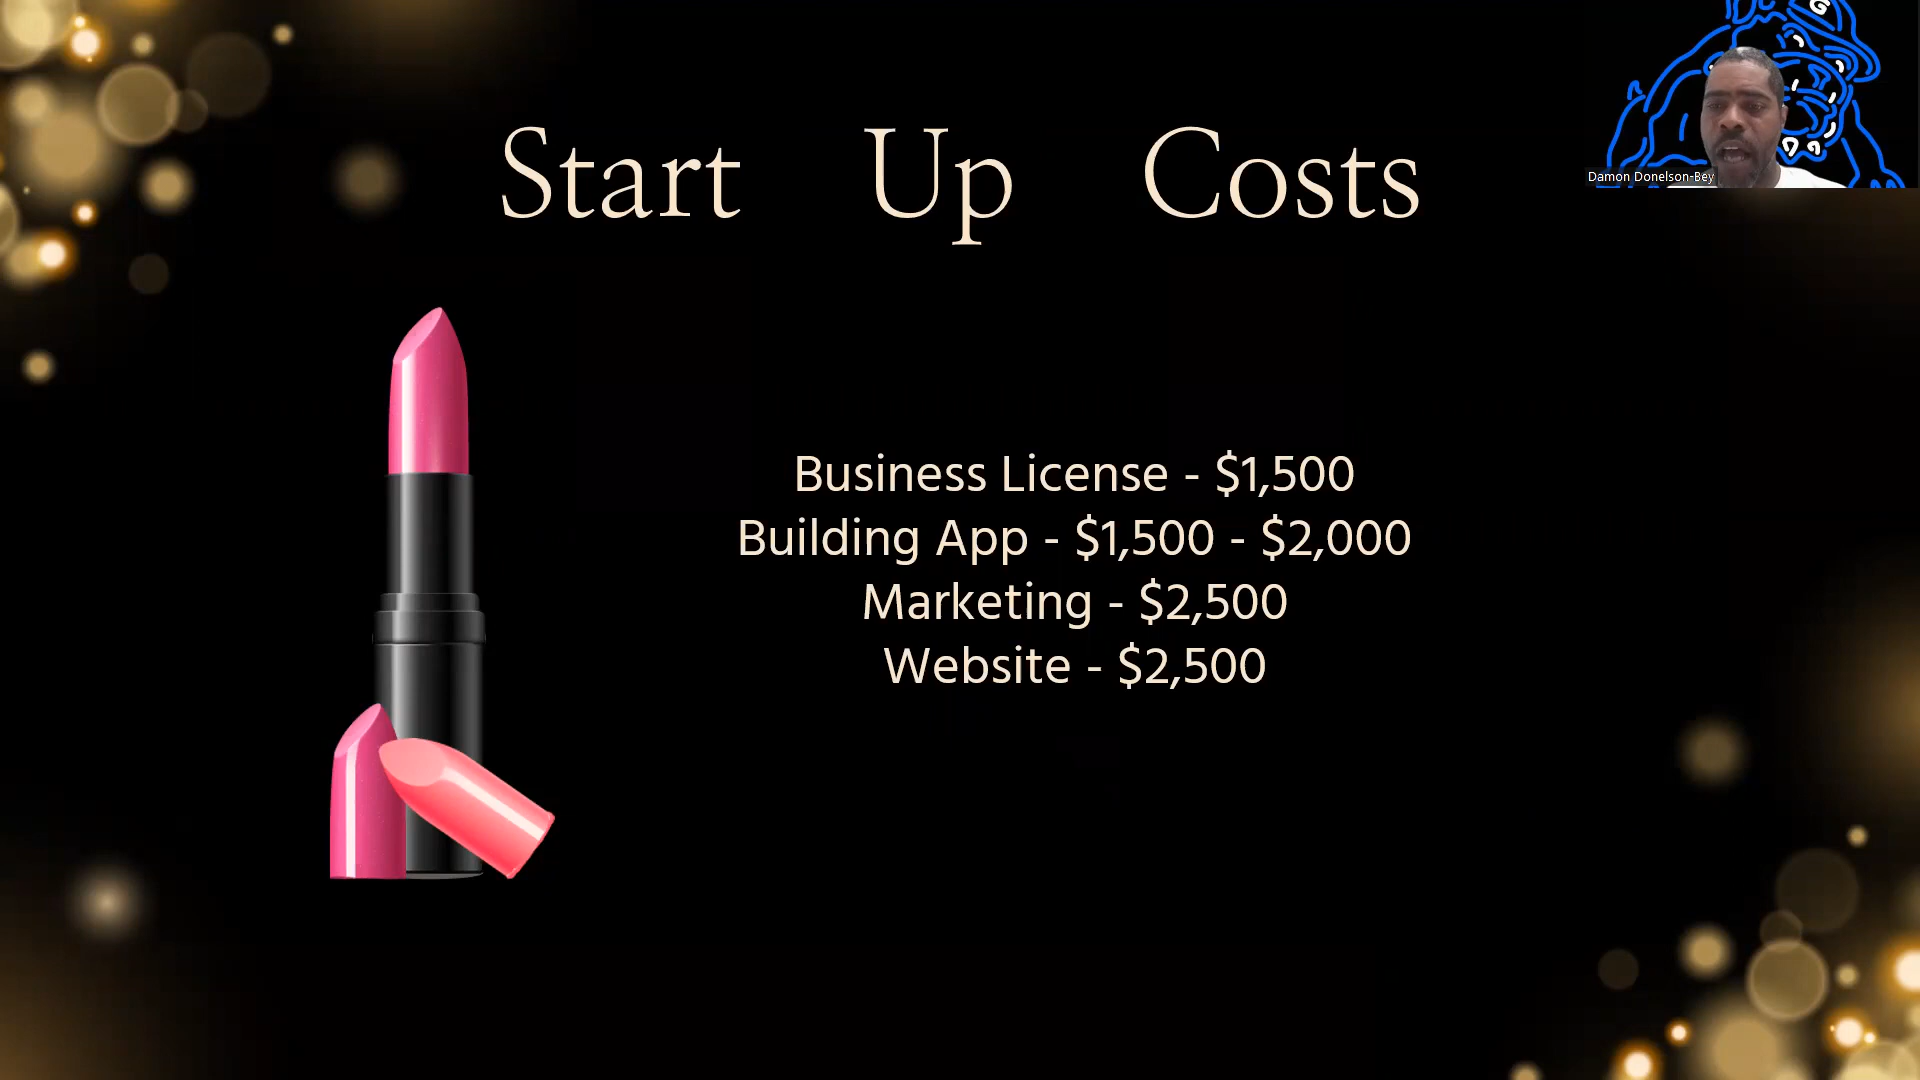 Start Up Costs
G
Damon Donelson-Bey
Business License - $1,500
Building App - $1,500 - $2,000
Marketing - $2,500
Website - $2,500